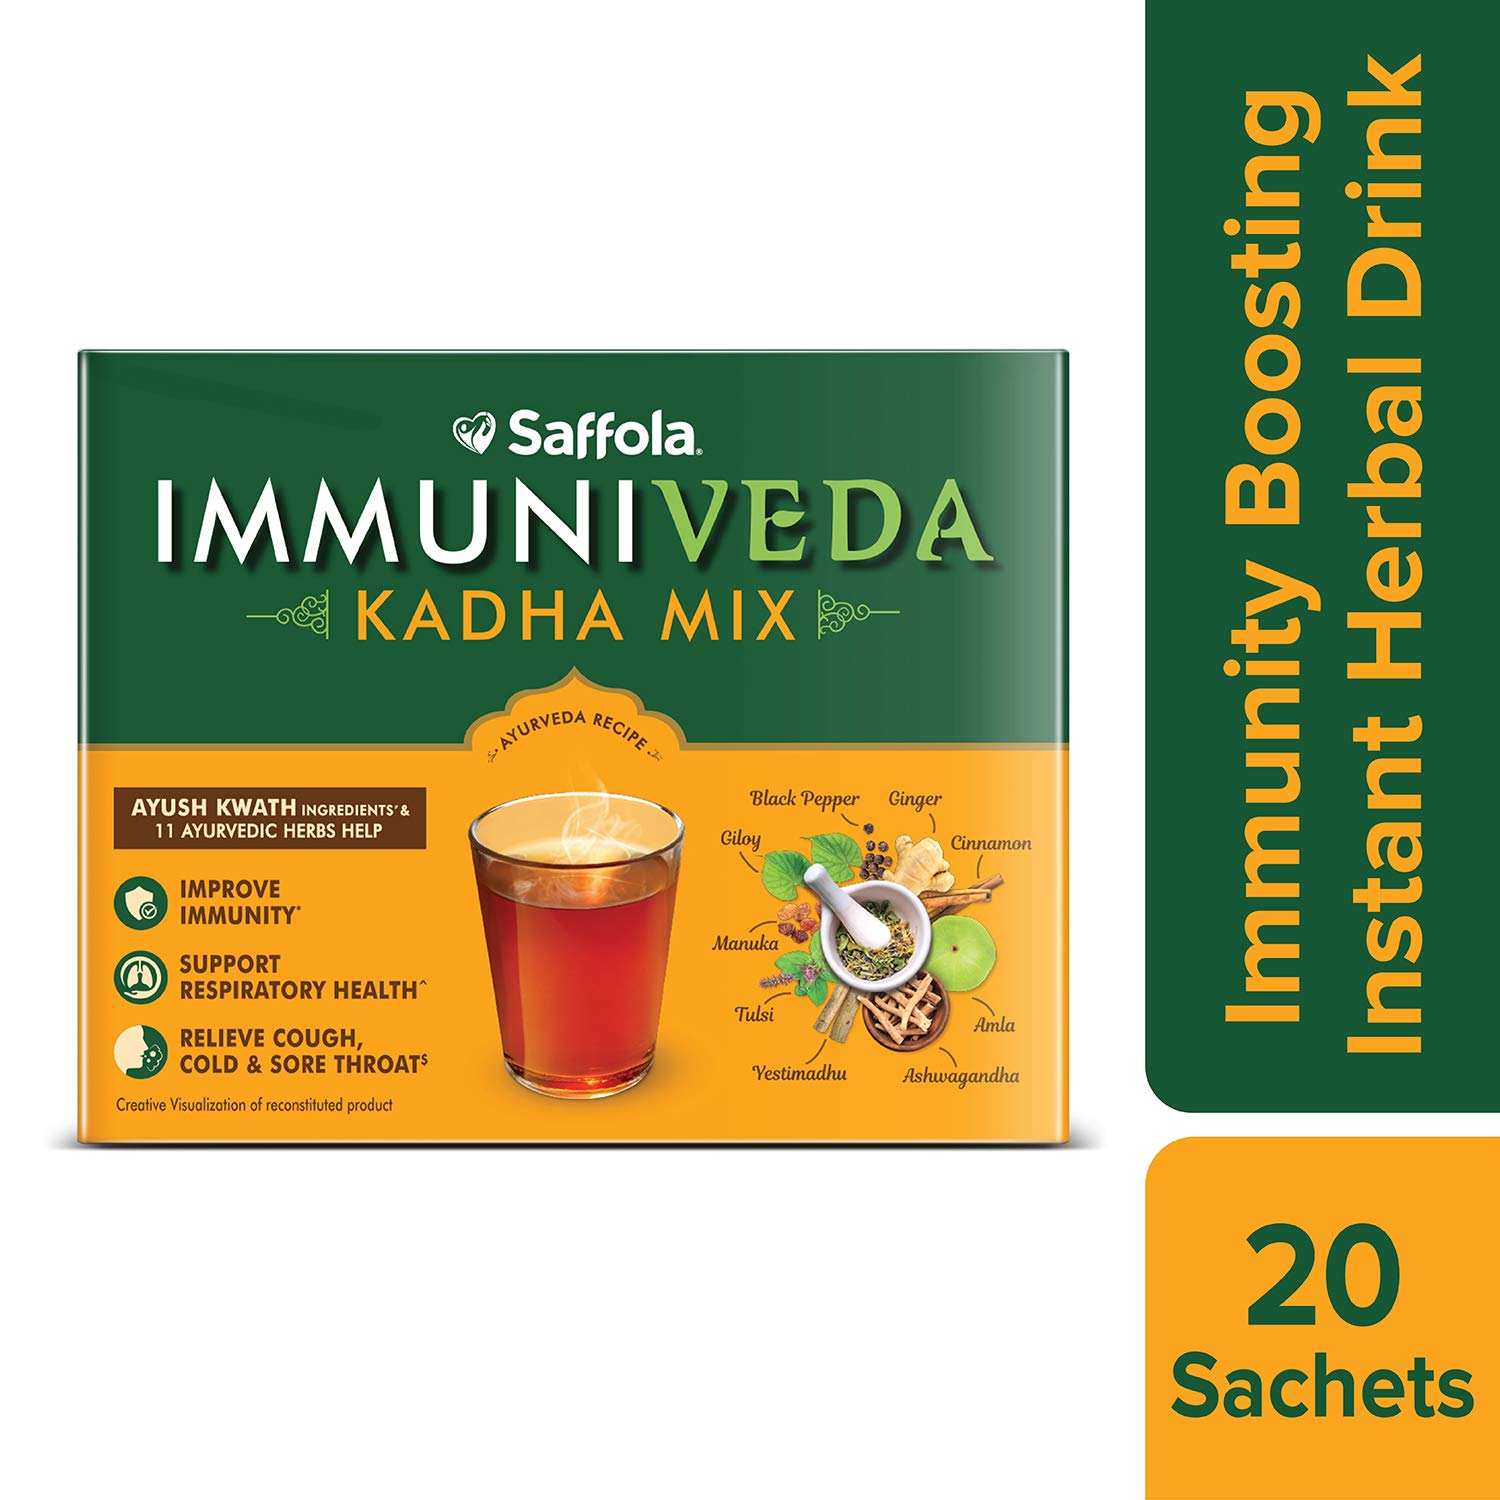 Saffola®
IMMUNIVEDA
KADHA MIX
AYURVEDA RECIPE
AYUSH KWATH INGREDIENTS* &
11 AYURVEDIC HERBS HELP
IMPROVE
IMMUNITY*
SUPPORT
RESPIRATORY HEALTH^
RELIEVE COUGH,
COLD & SORE THROAT$
Creative Visualization of reconstituted product
Black Pepper
Ginger
Giloy
Cinnamon
Manuka
Tulsi
Amla
Yestimadhu
Ashwagandha
Immunity Boosting
Instant Herbal Drink
20
Sachets